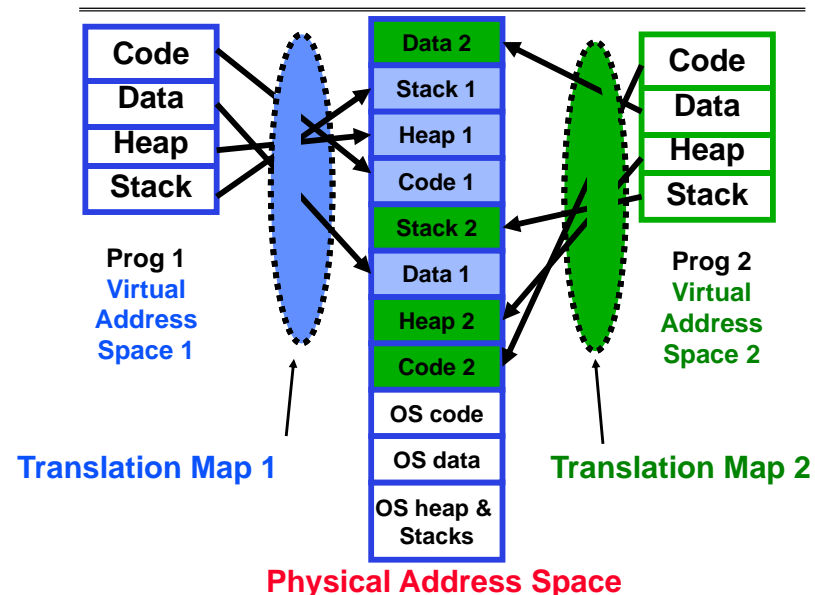 Code
Data
Heap
Stack
Prog 1
Virtual
Address
Space 1
Translation Map 1
Data 2
Stack 1
Heap 1
Code 1
Stack 2
Data 1
Heap 2
Code 2
OS code
OS data
OS heap &
Stacks
Physical Address Space
Code
Data
Heap
Stack
Prog 2
Virtual
Address
Space 2
Translation Map 2